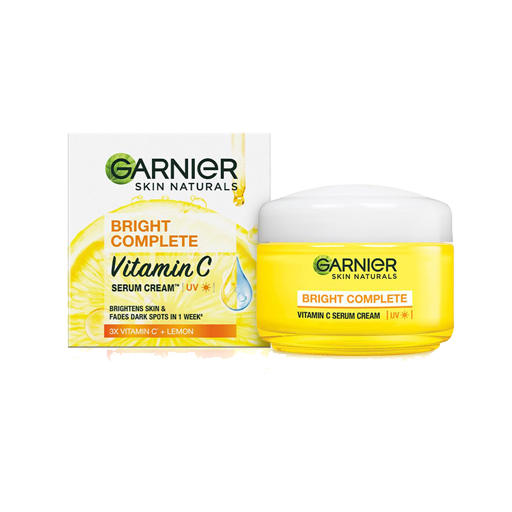 GARNIER
SKIN NATURALS
BRIGHT
COMPLETE
Vitamin C
SERUM CREAM™ | UV
BRIGHTENS SKIN &
FADES DARK SPOTS IN 1 WEEK*
3X VITAMIN C* + LEMON
GARNIER
SKIN NATURALS
BRIGHT COMPLETE
VITAMIN C SERUM CREAM | UV